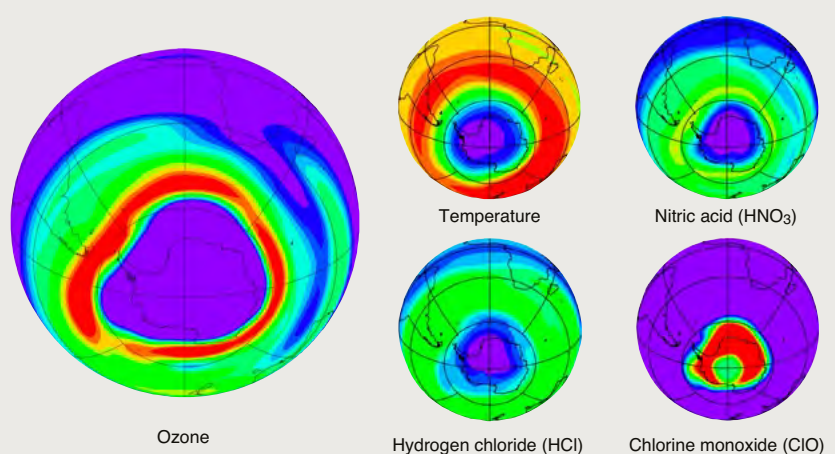 Temperature
Nitric acid (HNO₃)
Ozone
Hydrogen chloride (HCl)
Chlorine monoxide (ClO)